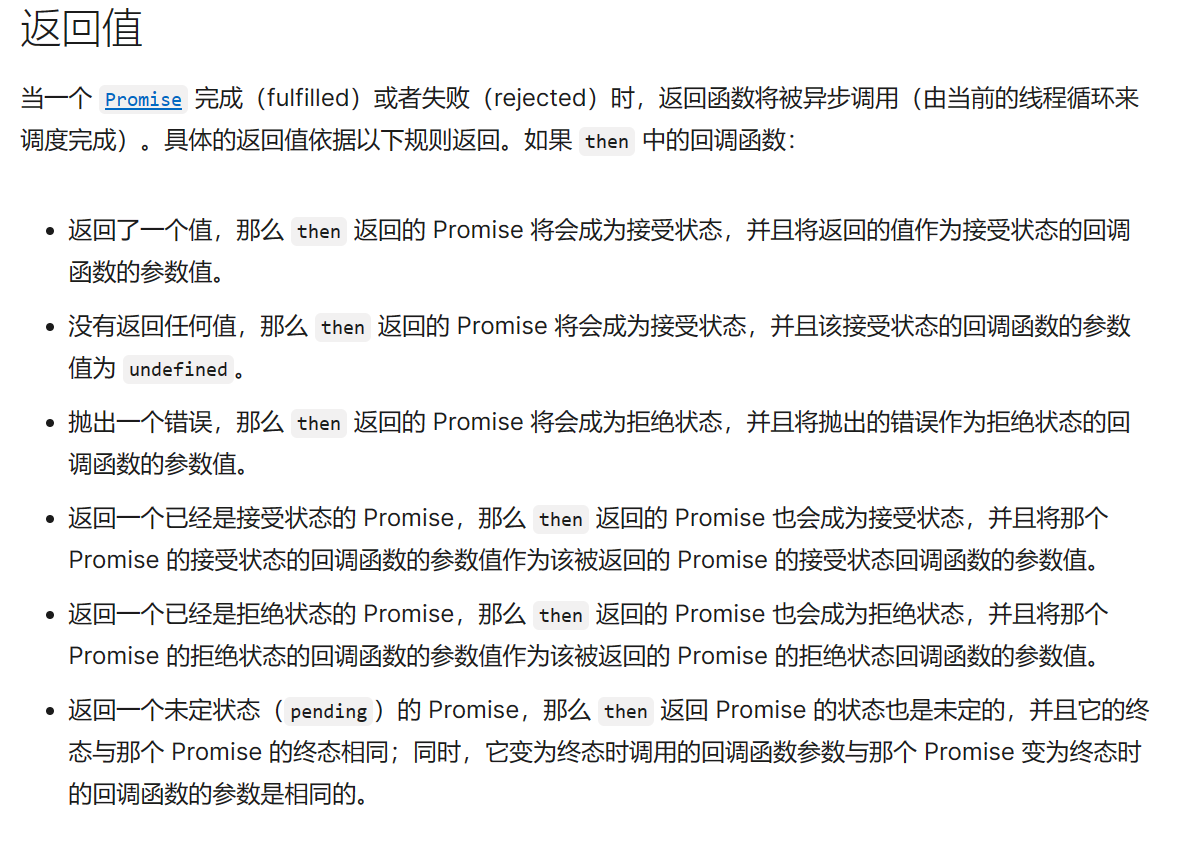 返回值
当一个 Promise 完成（fulfilled）或者失败（rejected）时，返回函数将被异步调用（由当前的线程循环来
调度完成）。具体的返回值依据以下规则返回。如果 then 中的回调函数：
• 返回了一个值，那么 then 返回的 Promise 将会成为接受状态，并且将返回的值作为接受状态的回调
函数的参数值。
• 没有返回任何值，那么 then 返回的 Promise 将会成为接受状态，并且该接受状态的回调函数的参数
值为 undefined。
• 抛出一个错误，那么 then 返回的 Promise 将会成为拒绝状态，并且将抛出的错误作为拒绝状态的回
调函数的参数值。
• 返回一个已经是接受状态的 Promise，那么 then 返回的 Promise 也会成为接受状态，并且将那个
Promise 的接受状态的回调函数的参数值作为该被返回的 Promise 的接受状态回调函数的参数值。
• 返回一个已经是拒绝状态的 Promise，那么 then 返回的 Promise 也会成为拒绝状态，并且将那个
Promise 的拒绝状态的回调函数的参数值作为该被返回的 Promise 的拒绝状态回调函数的参数值。
• 返回一个未定状态（pending）的 Promise，那么 then 返回 Promise 的状态也是未定的，并且它的终
态与那个 Promise 的终态相同；同时，它变为终态时调用的回调函数参数与那个 Promise 变为终态时
的回调函数的参数是相同的。